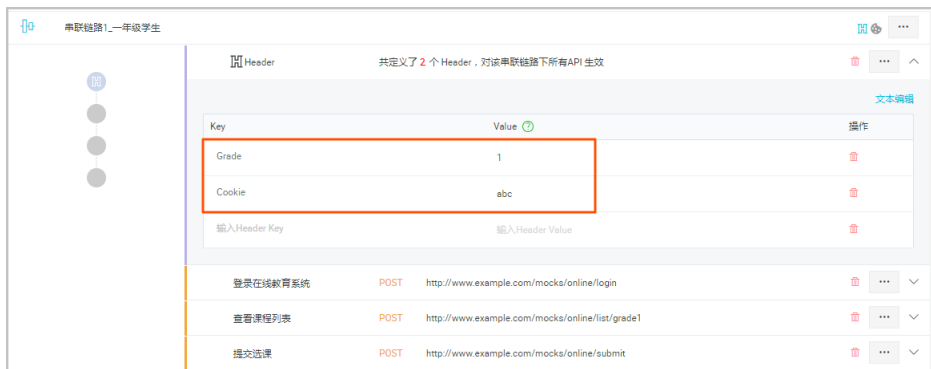 串联链路1_一年级学生
Header 共定义了 2 个 Header，对该串联链路下所有API 生效
文本编辑
Key Value 操作
Grade 1
Cookie abc
输入Header Key 输入Header Value
登录在线教育系统 POST http://www.example.com/mocks/online/login
查看课程列表 POST http://www.example.com/mocks/online/list/grade1
提交选课 POST http://www.example.com/mocks/online/submit